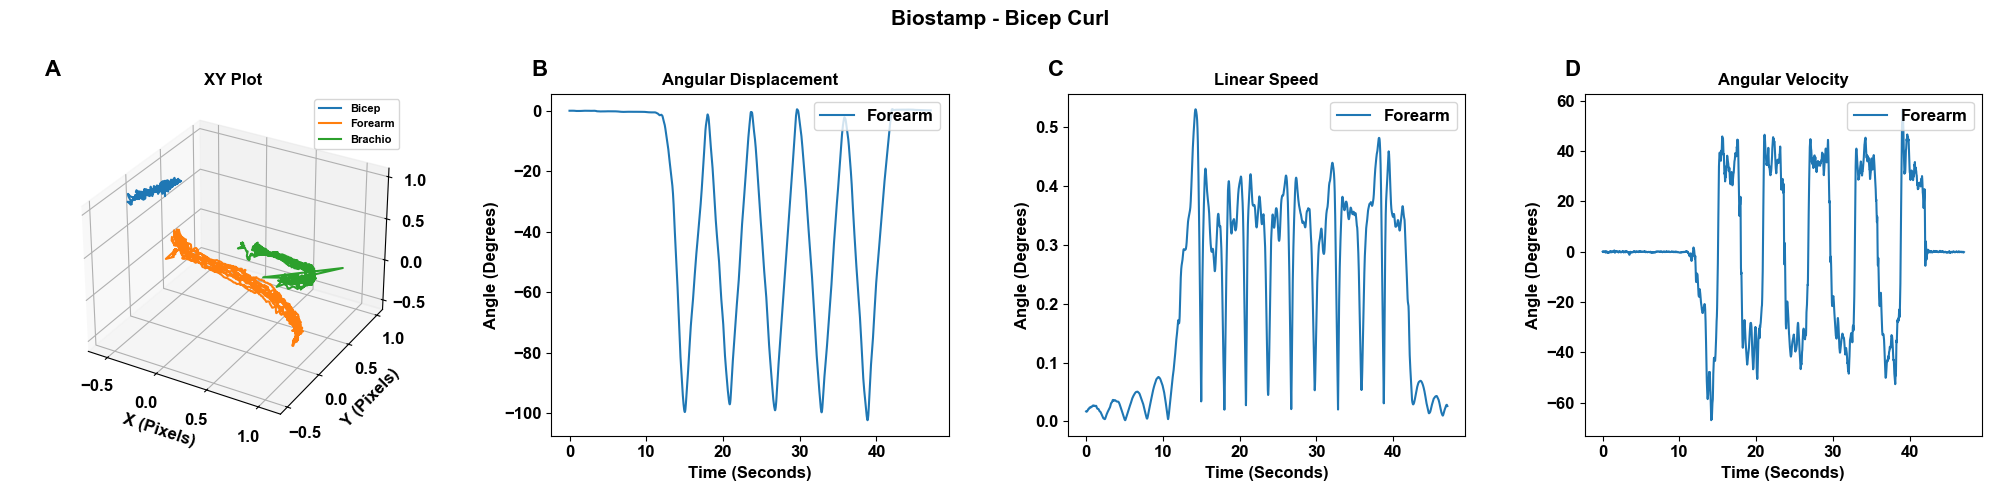 Biostamp - Bicep Curl
A
XY Plot
Bicep
Forearm
Brachio
1.0
0.5
0.0
−0.5
−0.5
0.0
0.5
1.0
X (Pixels)
−0.5
0.0
0.5
1.0
Y (Pixels)
B
Angular Displacement
Forearm
0
−20
−40
−60
−80
−100
Angle (Degrees)
0 10 20 30 40
Time (Seconds)
C
Linear Speed
Forearm
0.5
0.4
0.3
0.2
0.1
0.0
Angle (Degrees)
0 10 20 30 40
Time (Seconds)
D
Angular Velocity
Forearm
60
40
20
0
−20
−40
−60
Angle (Degrees)
0 10 20 30 40
Time (Seconds)